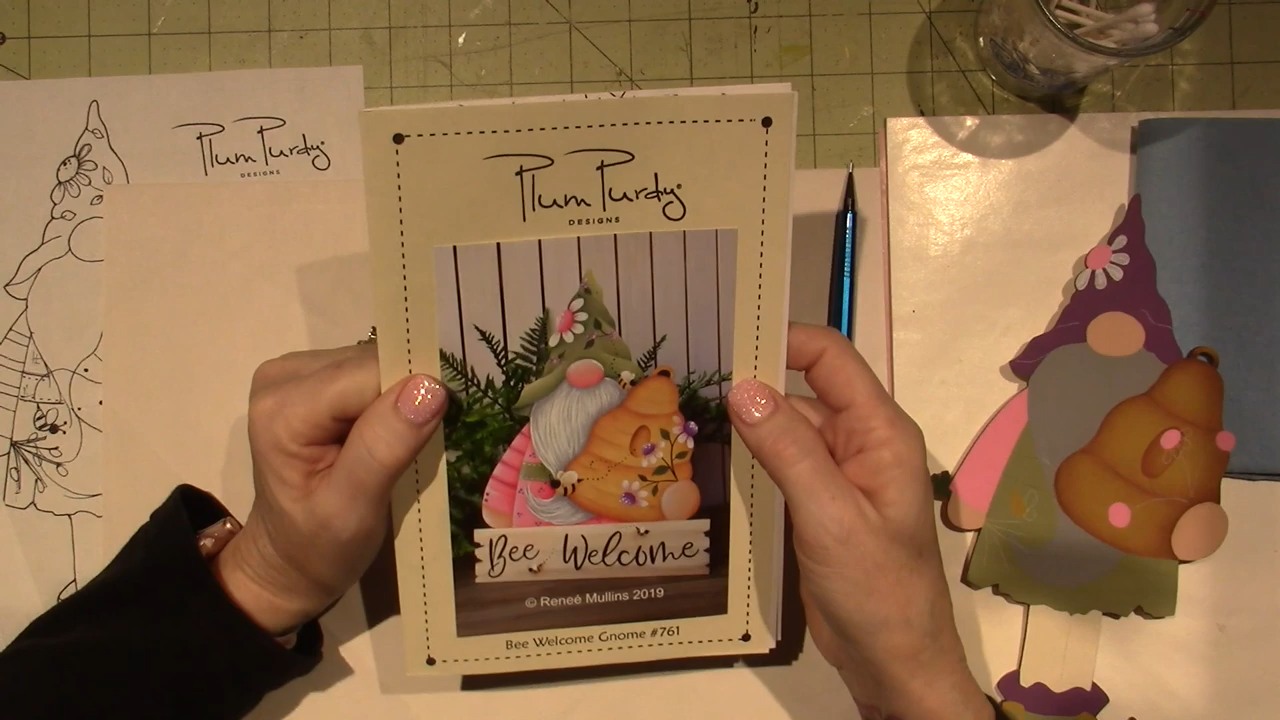 Plum Purdy®
DESIGNS
Plum Purdy®
DESIGNS
Bee Welcome
© Reneé Mullins 2019
Bee Welcome Gnome #761